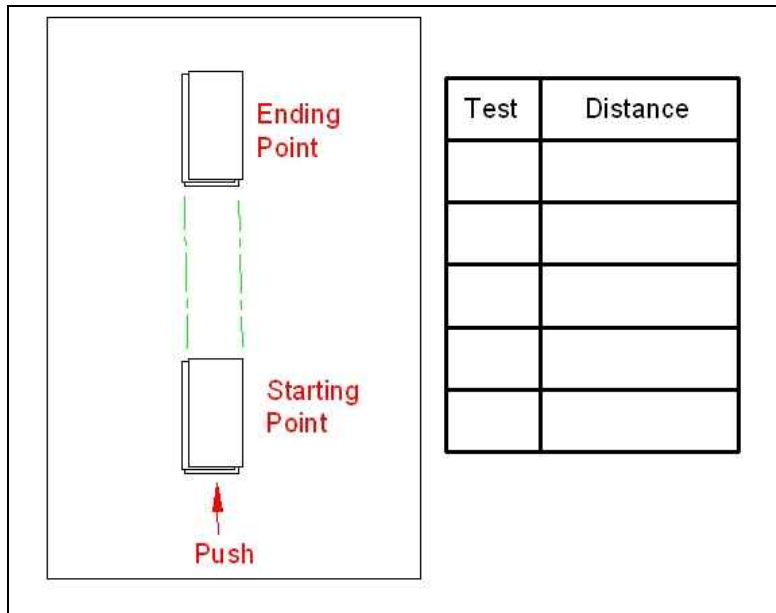 Ending
Point
Starting
Point
Push
Test Distance